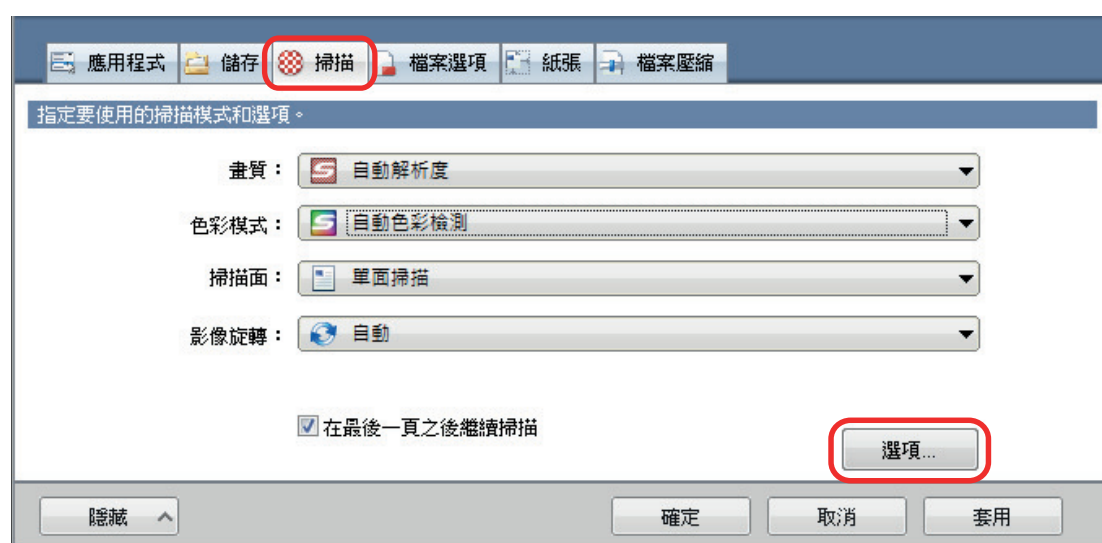 應用程式 儲存 掃描 檔案選項 紙張 檔案壓縮
指定要使用的掃描模式和選項。
畫質： 自動解析度
色彩模式： 自動色彩檢測
掃描面： 單面掃描
影像旋轉： 自動
在最後一頁之後繼續掃描
選項...
隱藏 確定 取消 套用